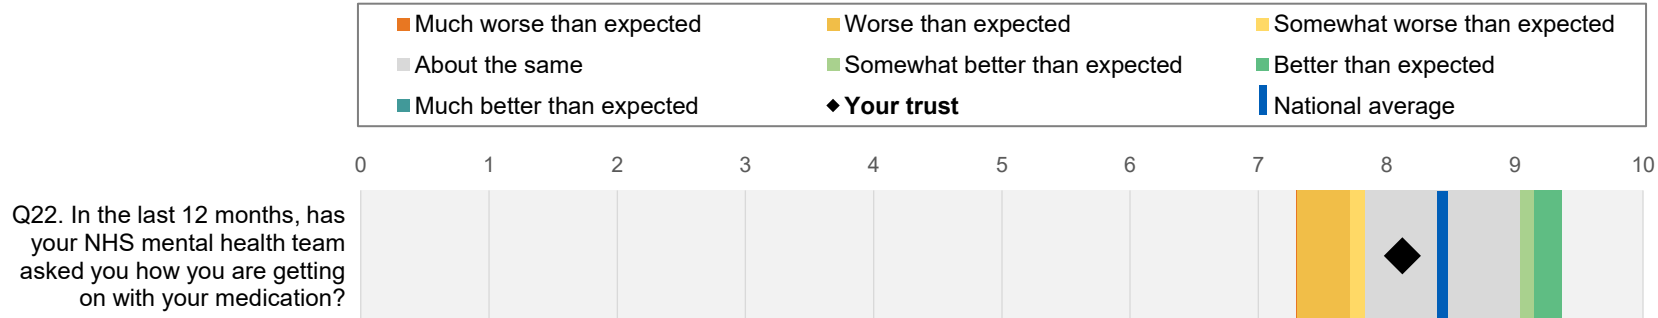 Much worse than expected
Worse than expected
Somewhat worse than expected
About the same
Somewhat better than expected
Better than expected
Much better than expected
Your trust
National average
0 1 2 3 4 5 6 7 8 9 10
Q22. In the last 12 months, has
your NHS mental health team
asked you how you are getting
on with your medication?